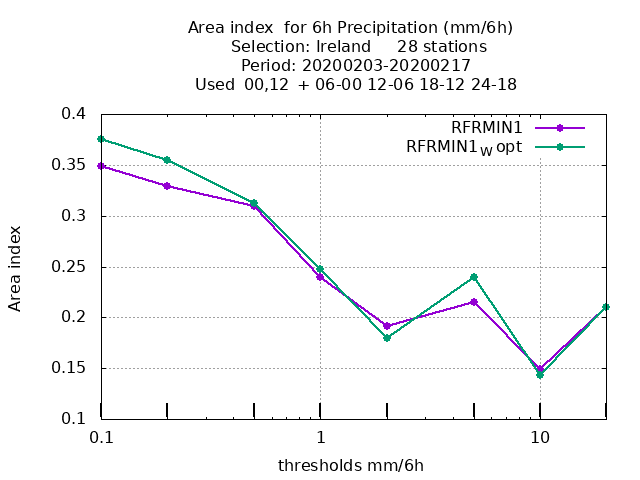 Area index  for 6h Precipitation (mm/6h)
Selection: Ireland     28 stations
Period: 20200203-20200217
Used  00,12  + 06-00 12-06 18-12 24-18
RFRMIN1
RFRMIN1W opt
0.4
0.35
0.3
0.25
0.2
0.15
0.1
Area index
0.1 1 10
thresholds mm/6h